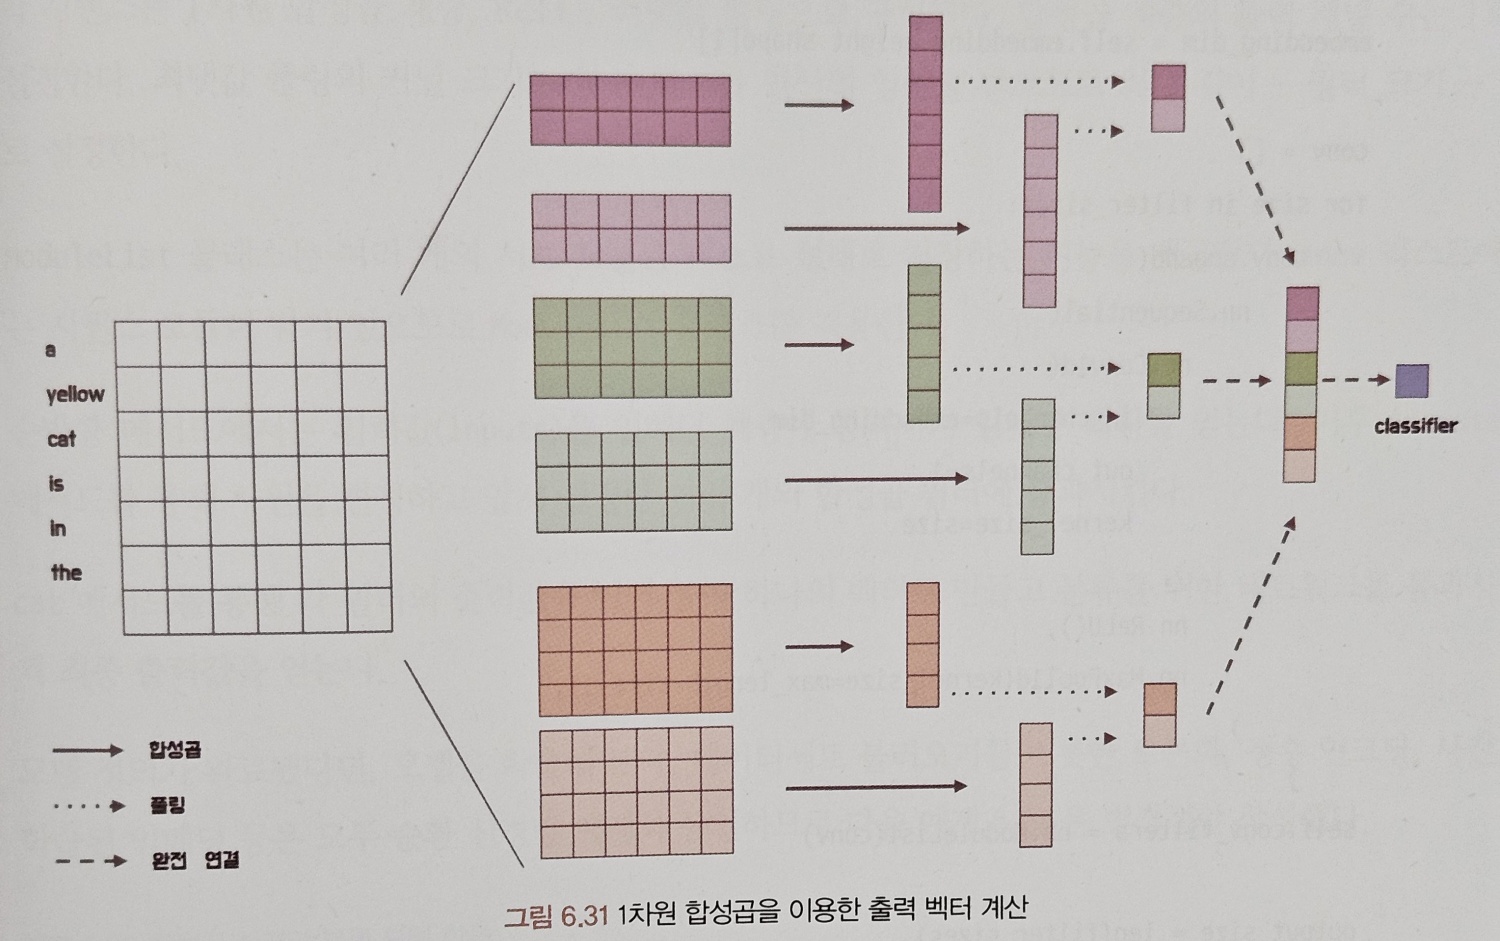 a
yellow
cat
is
in
the
classifier
합성곱
풀링
완전 연결
그림 6.31 1차원 합성곱을 이용한 출력 벡터 계산